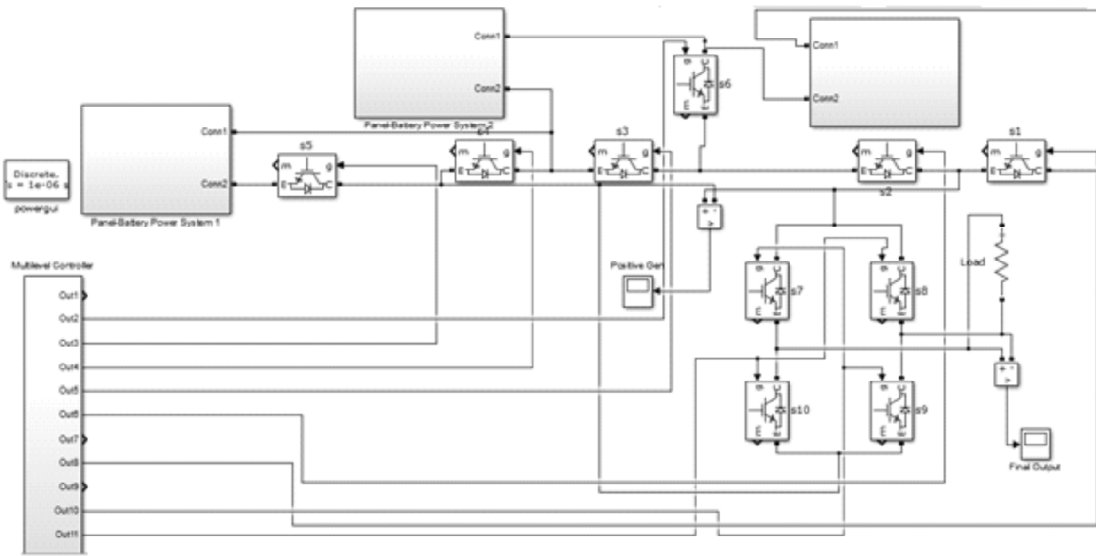 Conn1
Conn2
Panel-Battery Power System 2
g
C
m
E
s6
Conn1
Conn2
Conn1
Conn2
Panel-Battery Power System 1
Discrete,
s = 1e-06 s
powergui
s5
m
g
E
C
m
g
E
C
s3
m
g
E
C
m
g
E
C
s2
s1
m
g
E
C
+ -
v
Positive Gen
Load
g
C
m
E
s7
g
C
m
E
s8
g
C
m
E
s10
g
C
m
E
s9
+ -
v
Final Output
Multilevel Controller
Out1
Out2
Out3
Out4
Out5
Out6
Out7
Out8
Out9
Out10
Out11